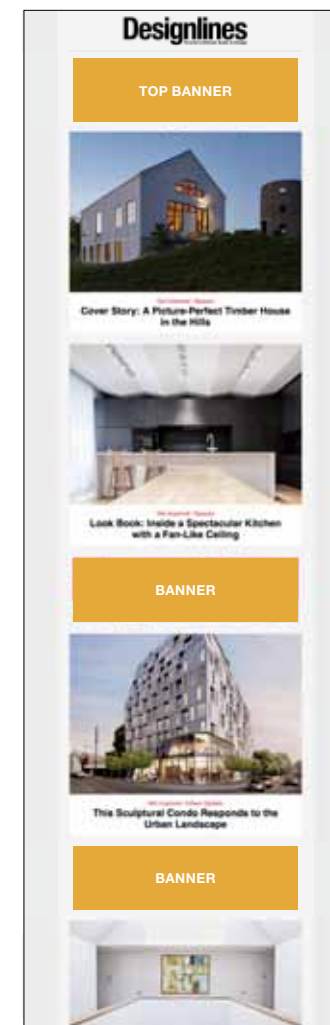 Designlines
TOP BANNER
Cover Story: A Picture-Perfect Timber House
in the Hills
Look Book: Inside a Spectacular Kitchen
with a Fan-Like Ceiling
BANNER
This Sculptural Condo Responds to the
Urban Landscape
BANNER